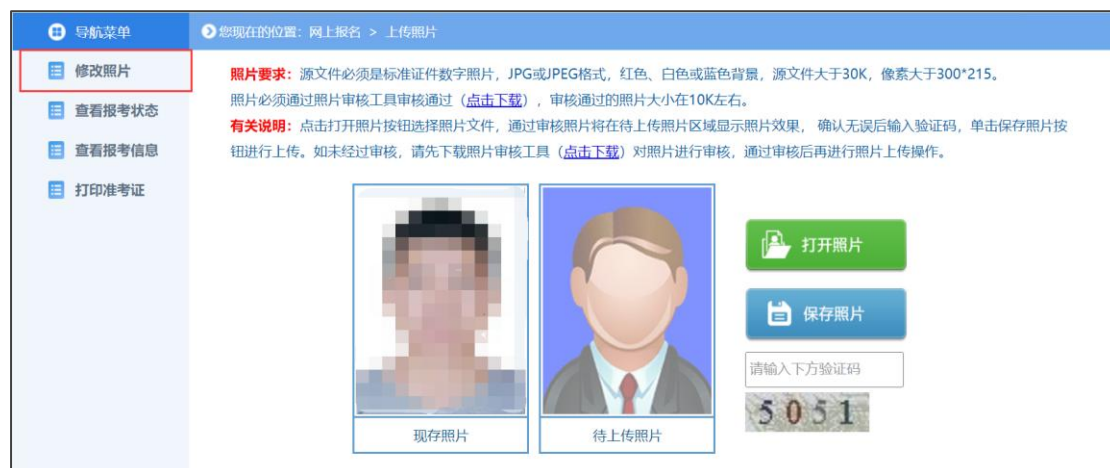 导航菜单
您现在的位置：网上报名 > 上传照片
修改照片
查看报考状态
查看报考信息
打印准考证
照片要求：源文件必须是标准证件数字照片，JPG或JPEG格式，红色、白色或蓝色背景，源文件大于30K，像素大于300*215。
照片必须通过照片审核工具审核通过（点击下载），审核通过的照片大小在10K左右。
有关说明：点击打开照片按钮选择照片文件，通过审核照片将在待上传照片区域显示照片效果， 确认无误后输入验证码，单击保存照片按
钮进行上传。如未经过审核，请先下载照片审核工具（点击下载）对照片进行审核，通过审核后再进行照片上传操作。
打开照片
保存照片
请输入下方验证码
5051
现存照片
待上传照片